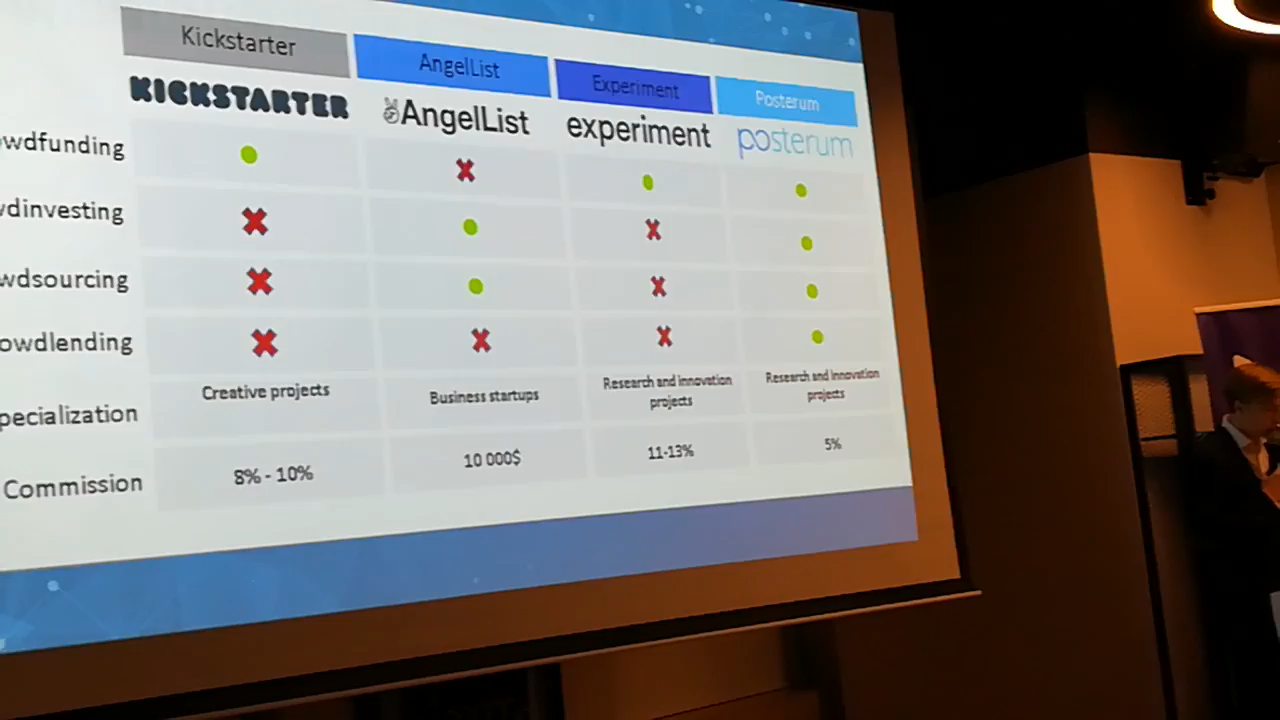 Kickstarter AngelList Experiment Posterum
KICKSTARTER AngelList experiment posterum
wdfunding
dinvesting
wdsourcing
owdlending
pecialization Creative projects Business startups Research and innovation projects Research and innovation projects
Commission 8% - 10% 10 000$ 11-13% 5%